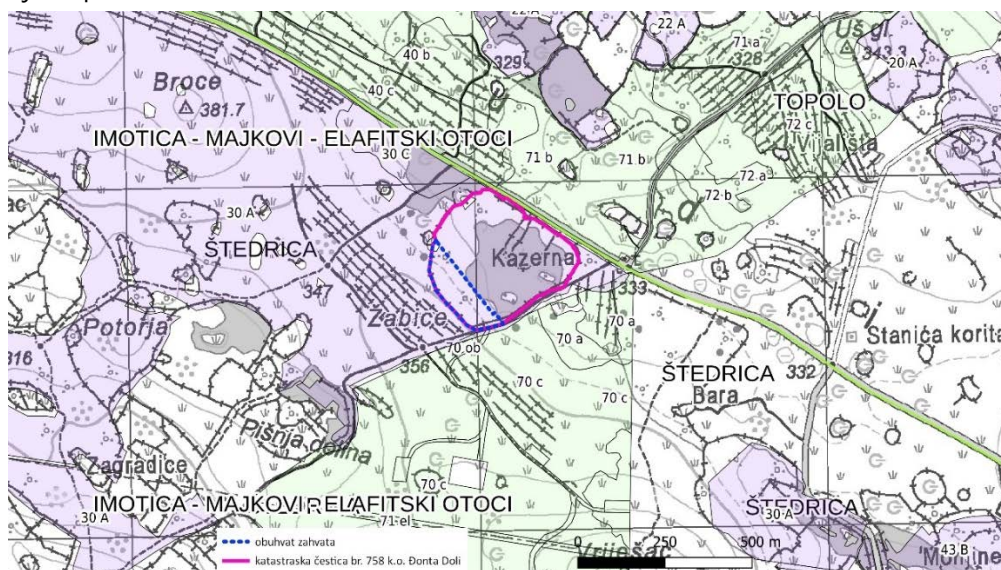 22 A
22 A
Uš gl.
343.3
20 A
40 b
329
71 a
328
Broce
40 c
TOPOLO
381.7
72 c
IMOTICA - MAJKOVI - ELAFITSKI OTOCI
Vijališta
30 C
71 b
71 b
72 a
72 b
30 A
ŠTEDRICA
Kazerna
347
333
Potorja
Žabice
70 a
Stanića korita
316
70 ob
70 a
356
ŠTEDRICA
332
70 c
70 c
Bara
Pišnja dolina
Zagradice
70 c
IMOTICA - MAJKOVI - ELAFITSKI OTOCI
ŠTEDRICA
30 A
30 A
71 el
obuhvat zahvata
0 250 500 m
katastraska čestica br. 758 k.o. Đonta Doli
Vriješac
43 B